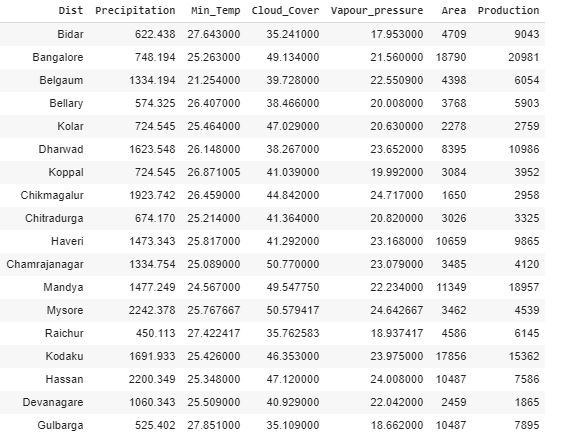 Dist Precipitation Min_Temp Cloud_Cover Vapour_pressure Area Production
Bidar 622.438 27.643000 35.241000 17.953000 4709 9043
Bangalore 748.194 25.263000 49.134000 21.560000 18790 20981
Belgaum 1334.194 21.254000 39.728000 22.550900 4398 6054
Bellary 574.325 26.407000 38.466000 20.008000 3768 5903
Kolar 724.545 25.464000 47.029000 20.630000 2278 2759
Dharwad 1623.548 26.148000 38.267000 23.652000 8395 10986
Koppal 724.545 26.871005 41.039000 19.992000 3084 3952
Chikmagalur 1923.742 26.459000 44.842000 24.717000 1650 2958
Chitradurga 674.170 25.214000 41.364000 20.820000 3026 3325
Haveri 1473.343 25.817000 41.292000 23.168000 10659 9865
Chamrajanagar 1334.754 25.089000 50.770000 23.079000 3485 4120
Mandya 1477.249 24.567000 49.547750 22.234000 11349 18957
Mysore 2242.378 25.767667 50.579417 24.642667 3462 4539
Raichur 450.113 27.422417 35.762583 18.937417 4586 6145
Kodaku 1691.933 25.426000 46.353000 23.975000 17856 15362
Hassan 2200.349 25.348000 47.120000 24.008000 10487 7586
Devanagare 1060.343 25.509000 40.929000 22.042000 2459 1865
Gulbarga 525.402 27.851000 35.109000 18.662000 10487 7895